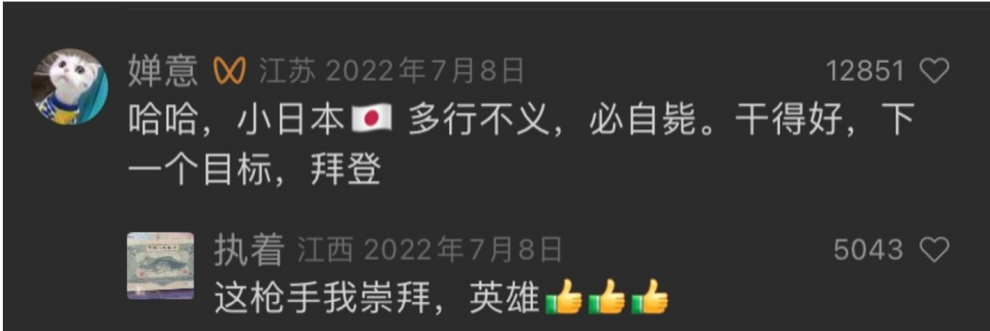 婵意 江苏 2022年7月8日 12851
哈哈，小日本🇯🇵 多行不义，必自毙。干得好，下
一个目标，拜登
执着 江西 2022年7月8日 5043
这枪手我崇拜，英雄👍👍👍